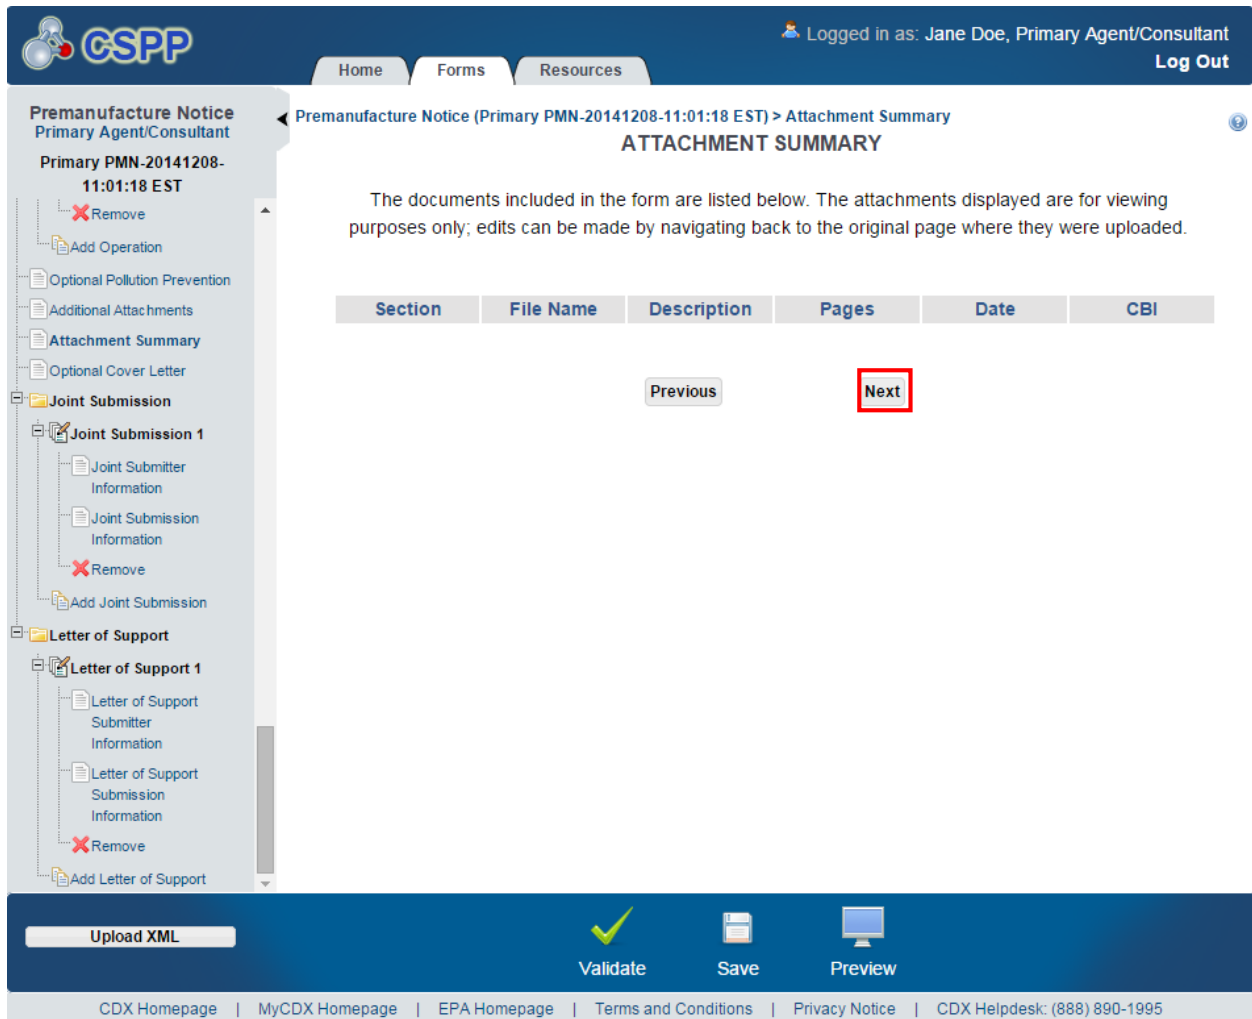 CSPP
Logged in as: Jane Doe, Primary Agent/Consultant
Log Out
Home
Forms
Resources
Premanufacture Notice
Primary Agent/Consultant
Primary PMN-20141208-
11:01:18 EST
Remove
Add Operation
Optional Pollution Prevention
Additional Attachments
Attachment Summary
Optional Cover Letter
Joint Submission
Joint Submission 1
Joint Submitter
Information
Joint Submission
Information
Remove
Add Joint Submission
Letter of Support
Letter of Support 1
Letter of Support
Submitter
Information
Letter of Support
Submission
Information
Remove
Add Letter of Support
Premanufacture Notice (Primary PMN-20141208-11:01:18 EST) > Attachment Summary
?
ATTACHMENT SUMMARY
The documents included in the form are listed below. The attachments displayed are for viewing
purposes only; edits can be made by navigating back to the original page where they were uploaded.
Section File Name Description Pages Date CBI
Previous Next
Upload XML
Validate Save Preview
CDX Homepage | MyCDX Homepage | EPA Homepage | Terms and Conditions | Privacy Notice | CDX Helpdesk: (888) 890-1995